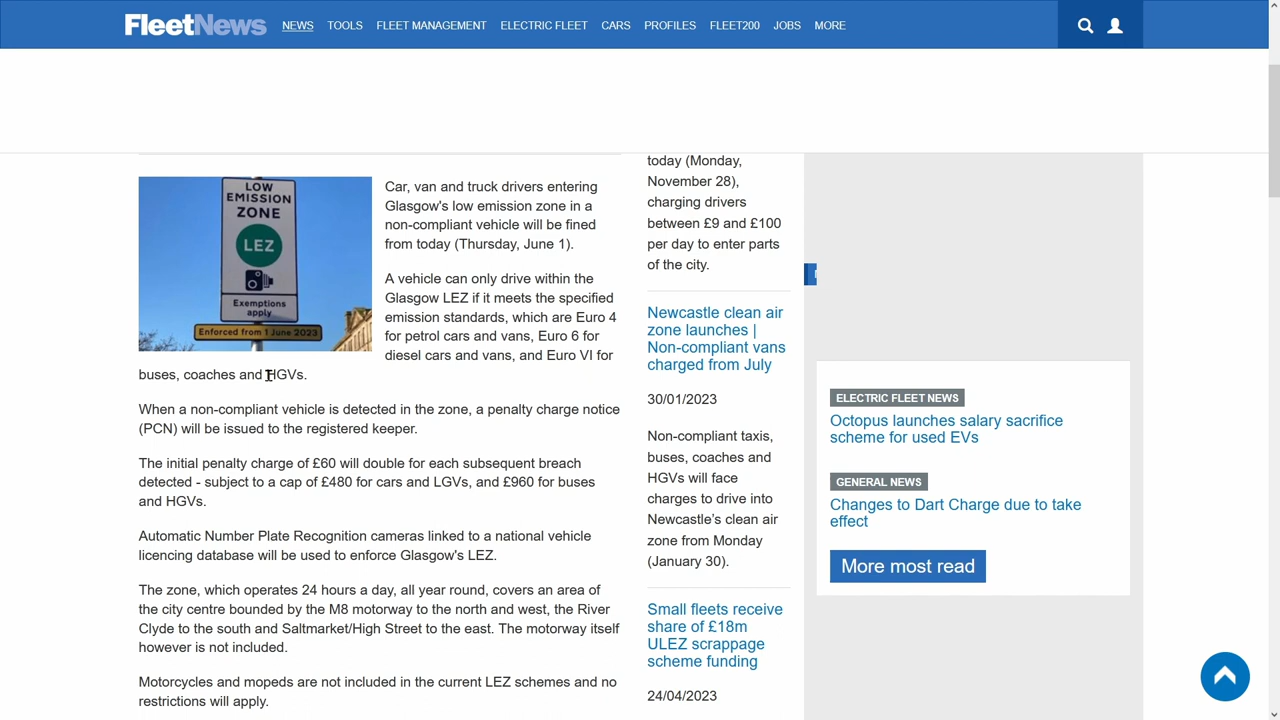 FleetNews
NEWS TOOLS FLEET MANAGEMENT ELECTRIC FLEET CARS PROFILES FLEET200 JOBS MORE
LOW
EMISSION
ZONE
LEZ
Exemptions
apply
Enforced from 1 June 2023
Car, van and truck drivers entering
Glasgow's low emission zone in a
non-compliant vehicle will be fined
from today (Thursday, June 1).
A vehicle can only drive within the
Glasgow LEZ if it meets the specified
emission standards, which are Euro 4
for petrol cars and vans, Euro 6 for
diesel cars and vans, and Euro VI for
buses, coaches and HGVs.
When a non-compliant vehicle is detected in the zone, a penalty charge notice
(PCN) will be issued to the registered keeper.
The initial penalty charge of £60 will double for each subsequent breach
detected - subject to a cap of £480 for cars and LGVs, and £960 for buses
and HGVs.
Automatic Number Plate Recognition cameras linked to a national vehicle
licencing database will be used to enforce Glasgow's LEZ.
The zone, which operates 24 hours a day, all year round, covers an area of
the city centre bounded by the M8 motorway to the north and west, the River
Clyde to the south and Saltmarket/High Street to the east. The motorway itself
however is not included.
Motorcycles and mopeds are not included in the current LEZ schemes and no
restrictions will apply.
today (Monday,
November 28),
charging drivers
between £9 and £100
per day to enter parts
of the city.
Newcastle clean air
zone launches |
Non-compliant vans
charged from July
30/01/2023
Non-compliant taxis,
buses, coaches and
HGVs will face
charges to drive into
Newcastle’s clean air
zone from Monday
(January 30).
Small fleets receive
share of £18m
ULEZ scrappage
scheme funding
24/04/2023
ELECTRIC FLEET NEWS
Octopus launches salary sacrifice
scheme for used EVs
GENERAL NEWS
Changes to Dart Charge due to take
effect
More most read